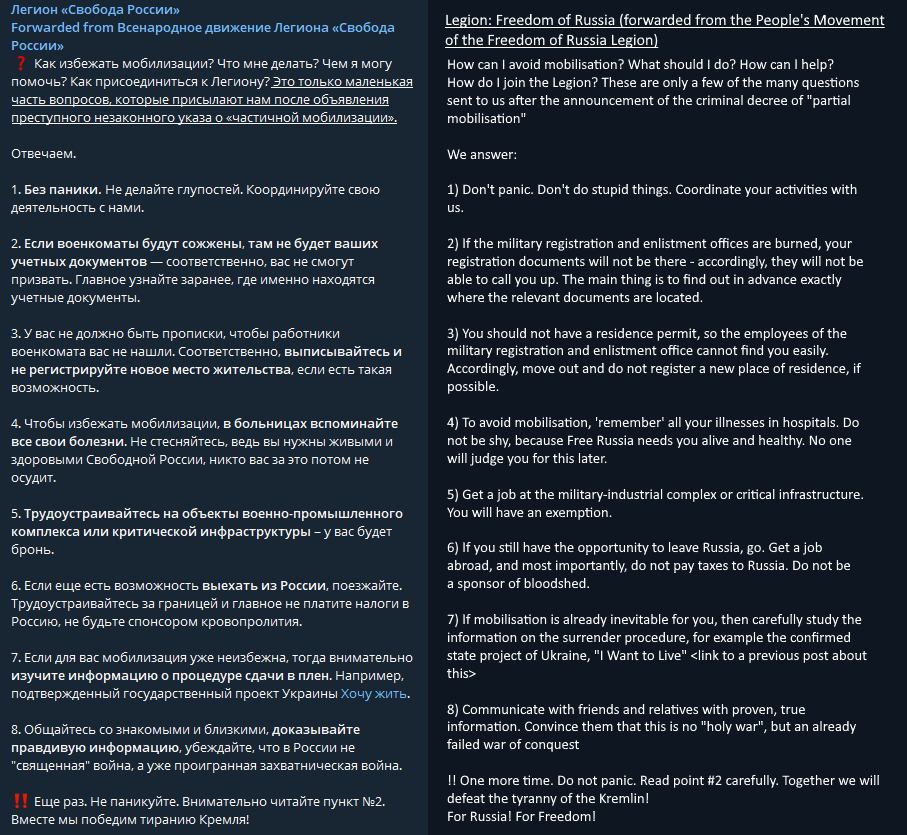 Легион «Свобода России»
Forwarded from Всенародное движение Легиона «Свобода
России»
❓ Как избежать мобилизации? Что мне делать? Чем я могу
помочь? Как присоединиться к Легиону? Это только маленькая
часть вопросов, которые присылают нам после объявления
преступного незаконного указа о «частичной мобилизации».
Отвечаем.
1. Без паники. Не делайте глупостей. Координируйте свою
деятельность с нами.
2. Если военкоматы будут сожжены, там не будет ваших
учетных документов — соответственно, вас не смогут
призвать. Главное узнайте заранее, где именно находятся
учетные документы.
3. У вас не должно быть прописки, чтобы работники
военкомата вас не нашли. Соответственно, выписывайтесь и
не регистрируйте новое место жительства, если есть такая
возможность.
4. Чтобы избежать мобилизации, в больницах вспоминайте
все свои болезни. Не стесняйтесь, ведь вы нужны живыми и
здоровыми Свободной России, никто вас за это потом не
осудит.
5. Трудоустраивайтесь на объекты военно-промышленного
комплекса или критической инфраструктуры – у вас будет
бронь.
6. Если еще есть возможность выехать из России, поезжайте.
Трудоустраивайтесь за границей и главное не платите налоги в
Россию, не будьте спонсором кровопролития.
7. Если для вас мобилизация уже неизбежна, тогда внимательно
изучите информацию о процедуре сдачи в плен. Например,
подтвержденный государственный проект Украины Хочу жить.
8. Общайтесь со знакомыми и близкими, доказывайте
правдивую информацию, убеждайте, что в России не
"священная" война, а уже проигранная захватническая война.
‼️ Еще раз. Не паникуйте. Внимательно читайте пункт №2.
Вместе мы победим тиранию Кремля!
Legion: Freedom of Russia (forwarded from the People's Movement
of the Freedom of Russia Legion)
How can I avoid mobilisation? What should I do? How can I help?
How do I join the Legion? These are only a few of the many questions
sent to us after the announcement of the criminal decree of "partial
mobilisation"
We answer:
1) Don't panic. Don't do stupid things. Coordinate your activities with
us.
2) If the military registration and enlistment offices are burned, your
registration documents will not be there - accordingly, they will not be
able to call you up. The main thing is to find out in advance exactly
where the relevant documents are located.
3) You should not have a residence permit, so the employees of the
military registration and enlistment office cannot find you easily.
Accordingly, move out and do not register a new place of residence, if
possible.
4) To avoid mobilisation, 'remember' all your illnesses in hospitals. Do
not be shy, because Free Russia needs you alive and healthy. No one
will judge you for this later.
5) Get a job at the military-industrial complex or critical infrastructure.
You will have an exemption.
6) If you still have the opportunity to leave Russia, go. Get a job
abroad, and most importantly, do not pay taxes to Russia. Do not be
a sponsor of bloodshed.
7) If mobilisation is already inevitable for you, then carefully study the
information on the surrender procedure, for example the confirmed
state project of Ukraine, "I Want to Live" <link to a previous post about
this>
8) Communicate with friends and relatives with proven, true
information. Convince them that this is no "holy war", but an already
failed war of conquest
!! One more time. Do not panic. Read point #2 carefully. Together we will
defeat the tyranny of the Kremlin!
For Russia! For Freedom!